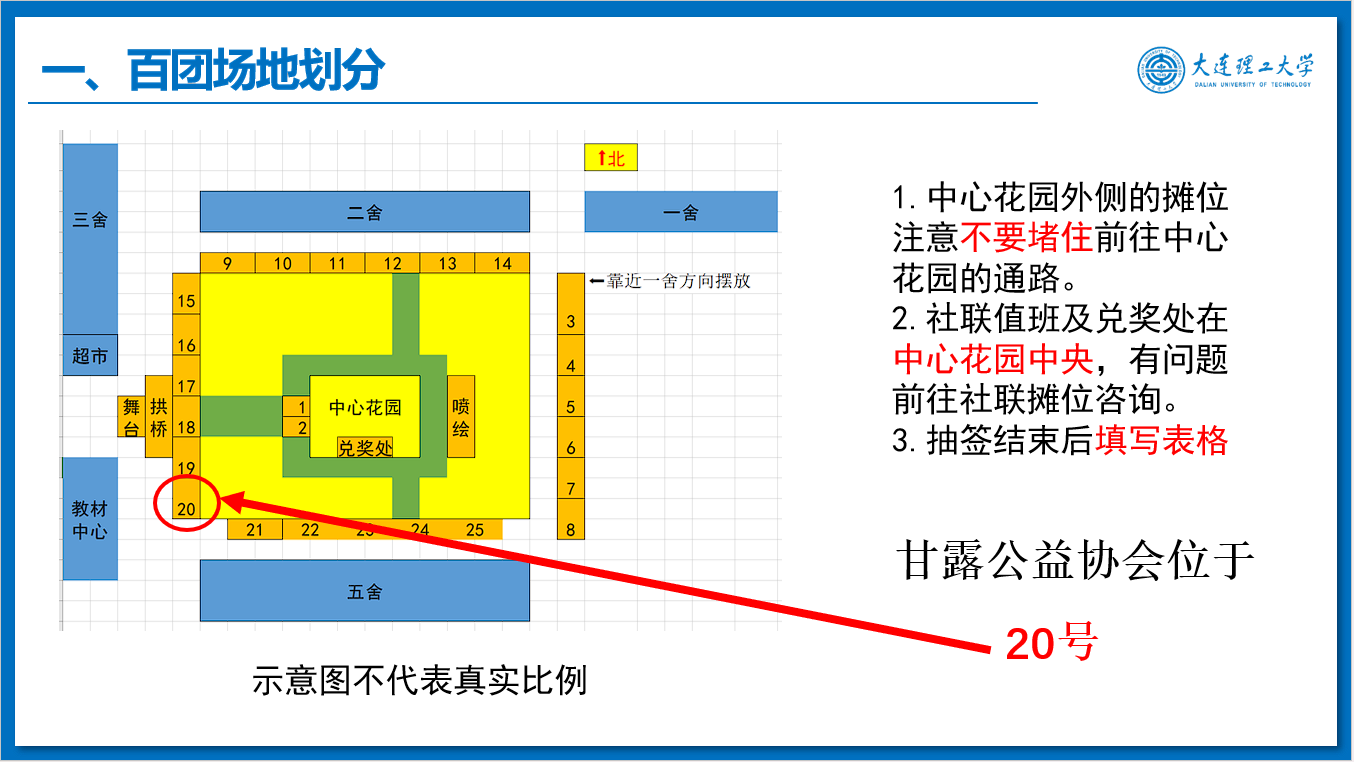 一、百团场地划分
大连理工大学
DALIAN UNIVERSITY OF TECHNOLOGY
↑北
三舍
二舍
一舍
9 10 11 12 13 14
←靠近一舍方向摆放
15
16
17
18
19
20
3
4
5
6
7
8
超市
舞台
拱桥
1
2
中心花园
兑奖处
喷绘
教材
中心
21 22 23 24 25
五舍
示意图不代表真实比例
1.中心花园外侧的摊位
注意不要堵住前往中心
花园的通路。
2.社联值班及兑奖处在
中心花园中央，有问题
前往社联摊位咨询。
3.抽签结束后填写表格
甘露公益协会位于
20号